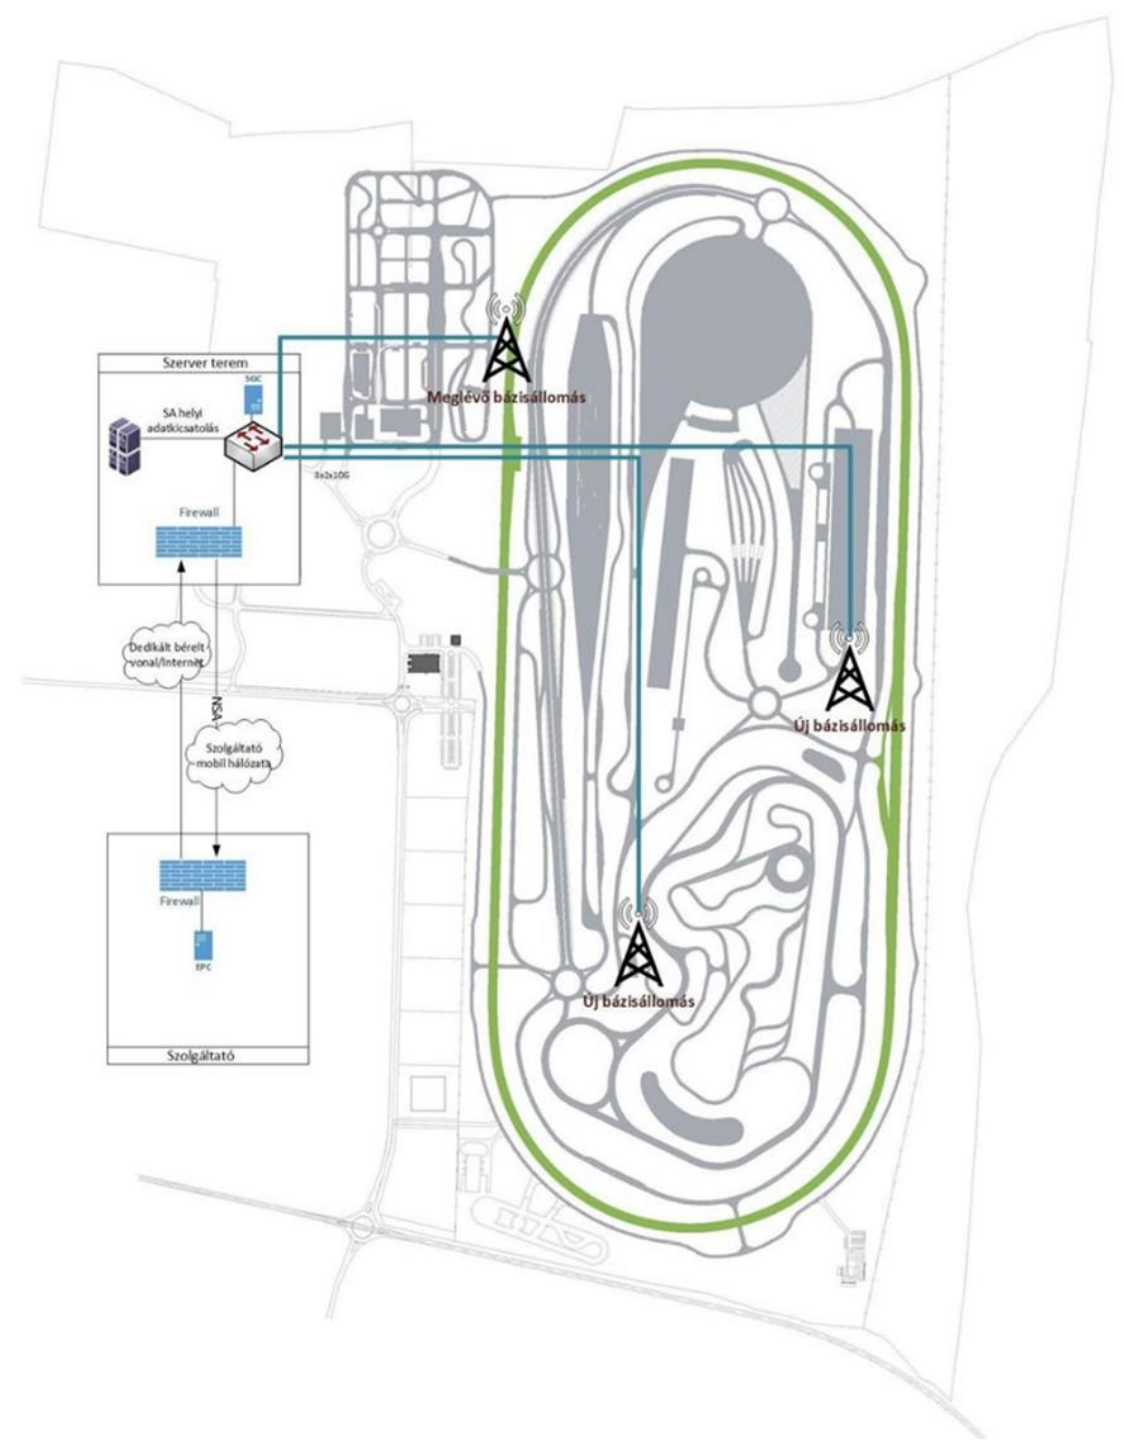 Szerver terem
5GC
SA helyi
adatkicsatolás
3x2x10G
Firewall
Meglévő bázisállomás
Dedikált bérelt
vonal/Internet
NSA
Szolgáltató
mobil hálózata
Új bázisállomás
Firewall
EPC
Új bázisállomás
Szolgáltató